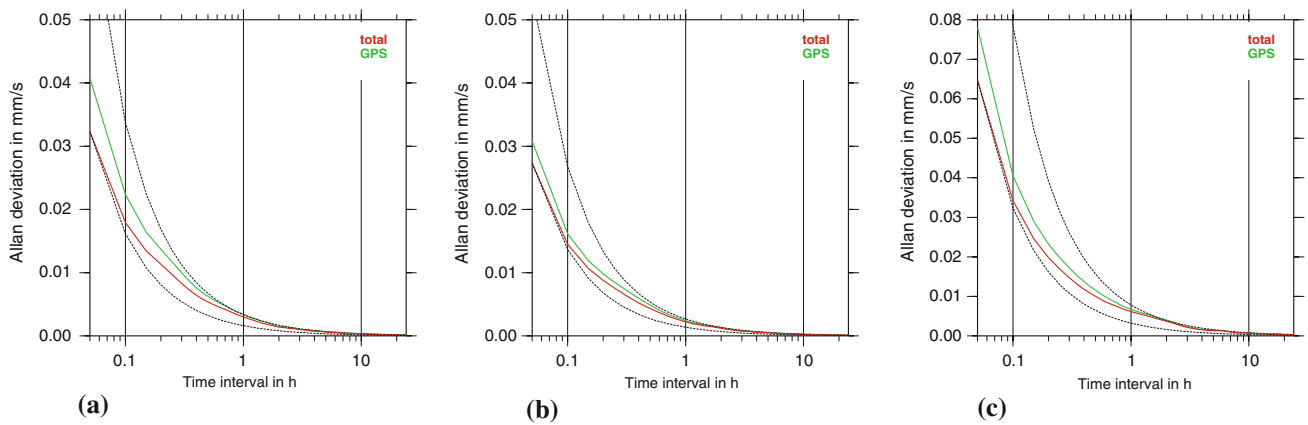 0.05
0.04
0.03
0.02
0.01
0.00
Allan deviation in mm/s
total
GPS
0.1
1
10
Time interval in h
(a)
0.05
0.04
0.03
0.02
0.01
0.00
Allan deviation in mm/s
total
GPS
0.1
1
10
Time interval in h
(b)
0.08
0.07
0.06
0.05
0.04
0.03
0.02
0.01
0.00
Allan deviation in mm/s
total
GPS
0.1
1
10
Time interval in h
(c)